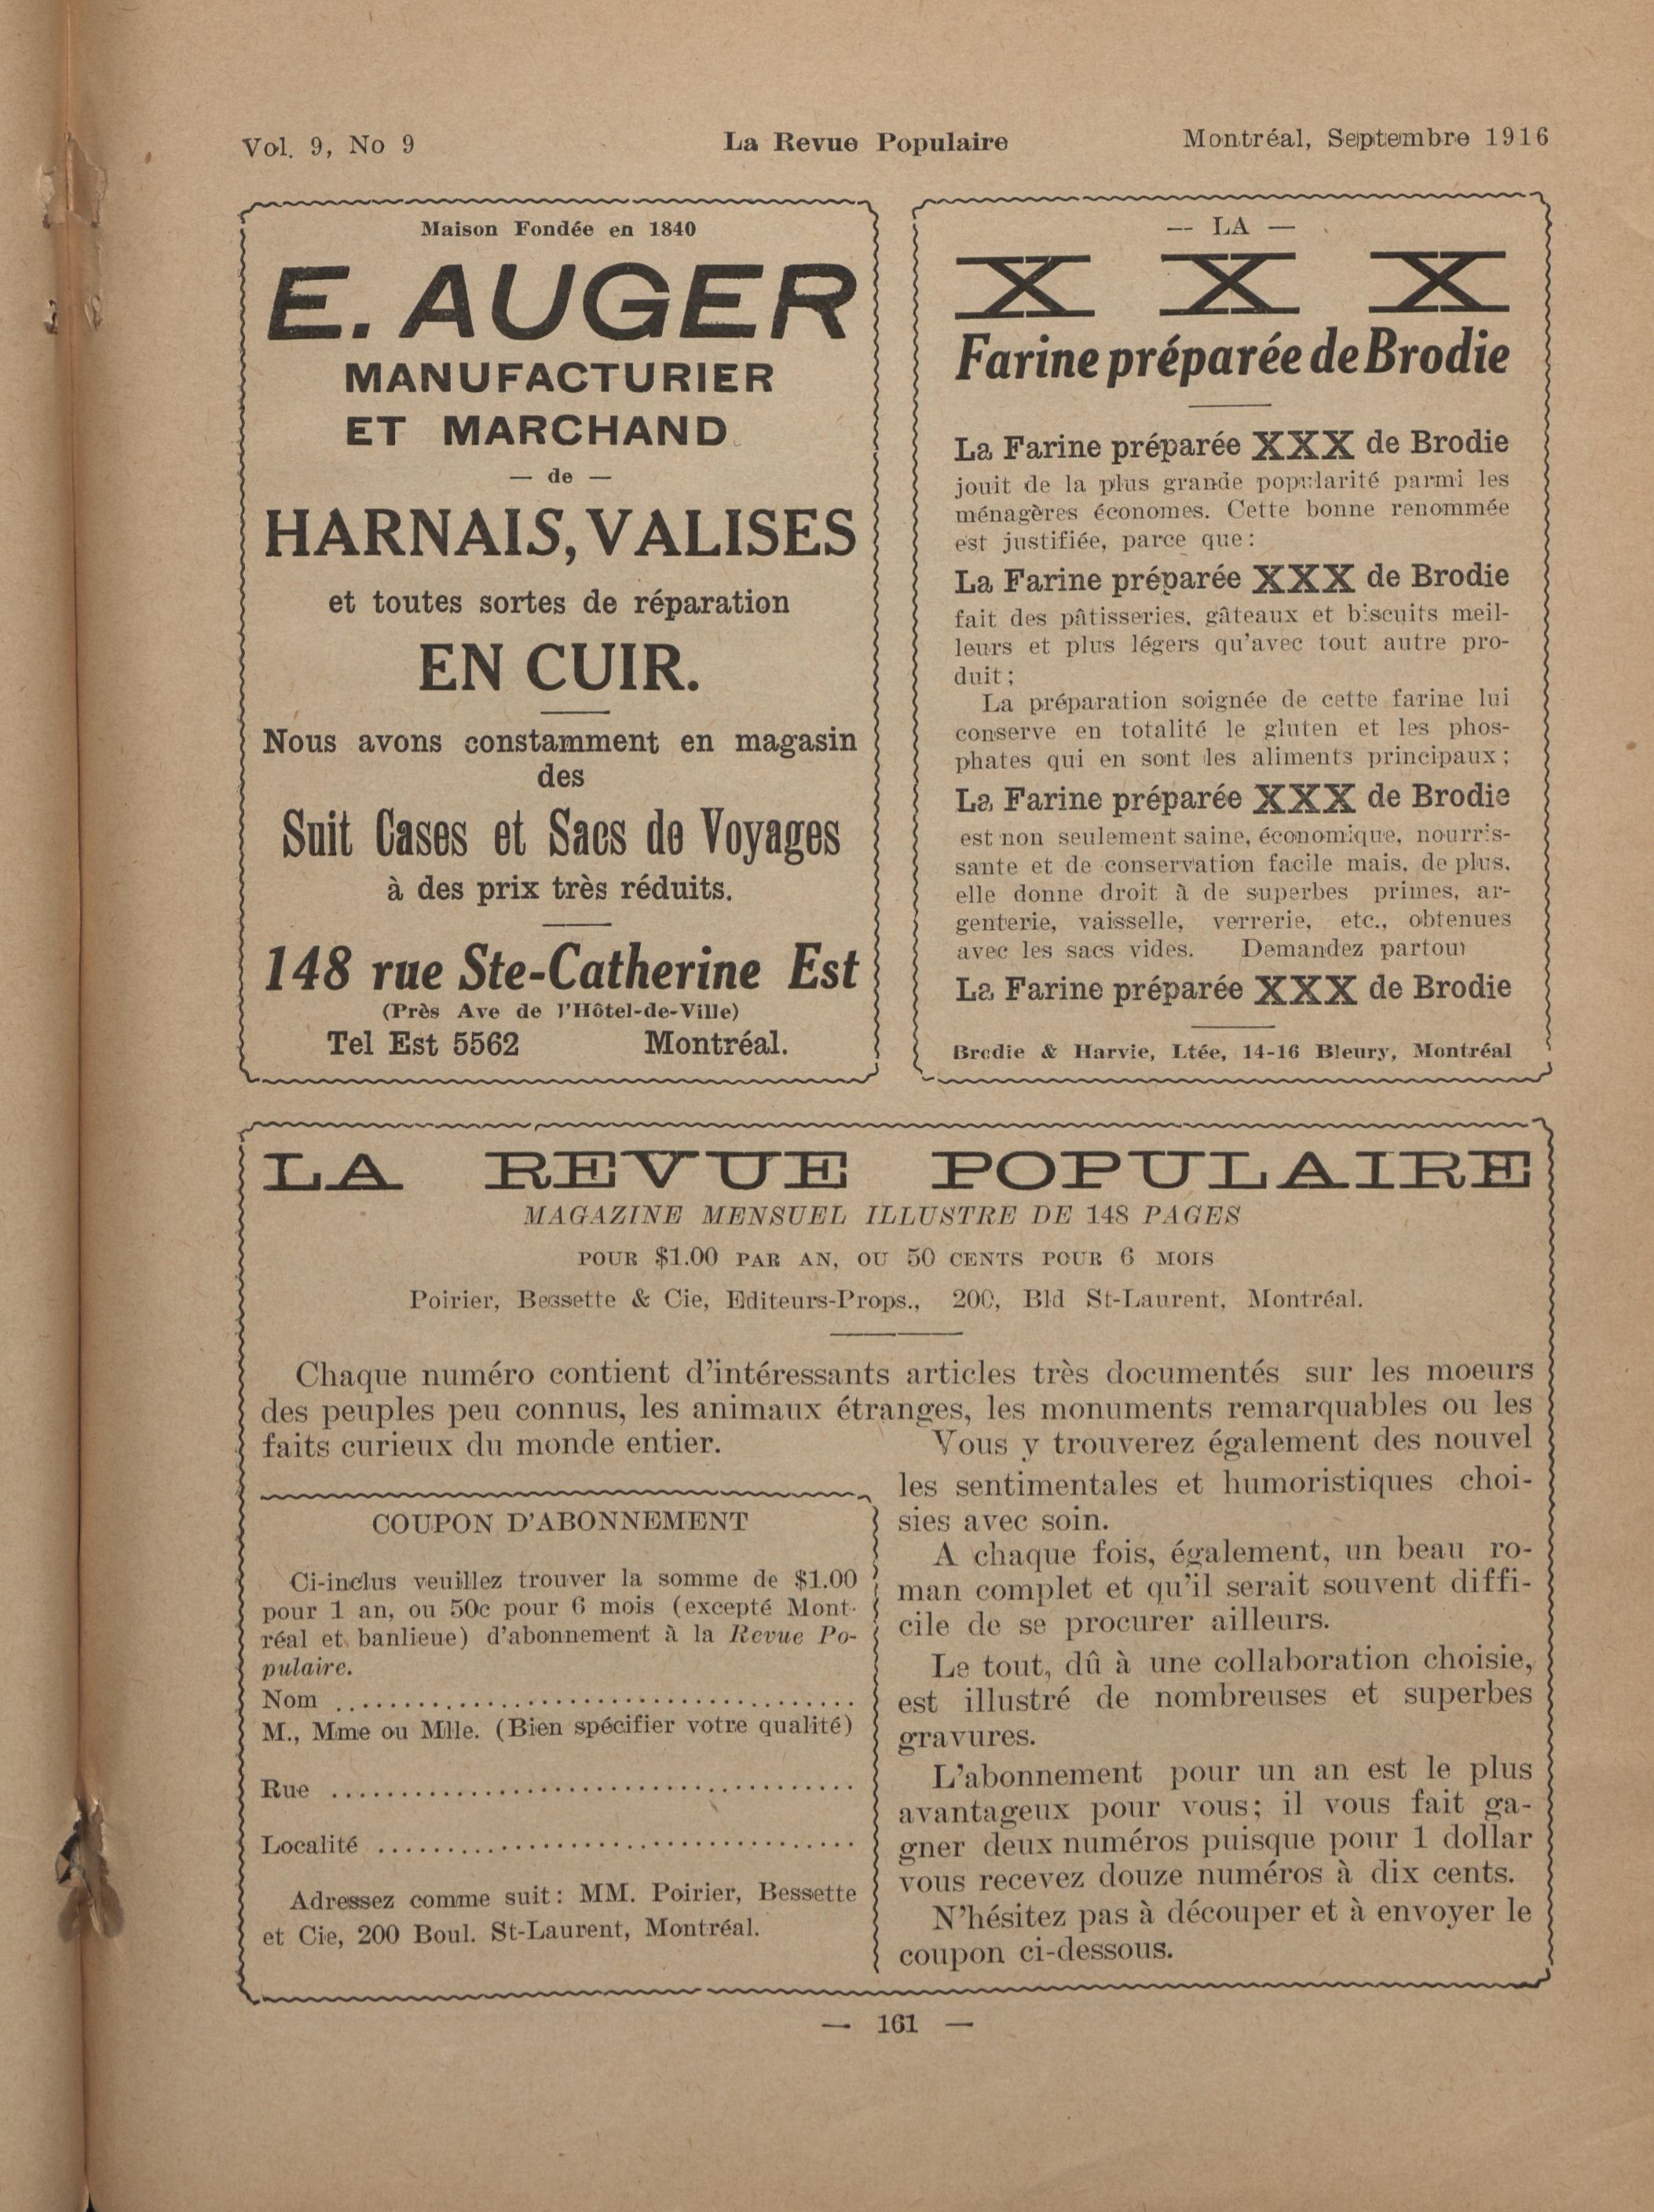 Vol. 9, No 9
La Revue Populaire
Montréal, Septembre 1916
Maison Fondée en 1840
E. AUGER
MANUFACTURIER
ET MARCHAND
— de —
HARNAIS, VALISES
et toutes sortes de réparation
EN CUIR.
Nous avons constamment en magasin
des
Suit Cases et Sacs de Voyages
à des prix très réduits.
148 rue Ste-Catherine Est
(Près Ave de l'Hôtel-de-Ville)
Tel Est 5562 Montréal.
— LA —
X X X
Farine préparée de Brodie
La Farine préparée XXX de Brodie
jouit de la plus grande popularité parmi les
ménagères économes. Cette bonne renommée
est justifiée, parce que:
La Farine préparée XXX de Brodie
fait des pâtisseries, gâteaux et biscuits meil-
leurs et plus légers qu'avec tout autre pro-
duit;
La préparation soignée de cette farine lui
conserve en totalité le gluten et les phos-
phates qui en sont les aliments principaux;
La Farine préparée XXX de Brodie
est non seulement saine, économique, nourris-
sante et de conservation facile mais, de plus,
elle donne droit à de superbes primes, ar-
genterie, vaisselle, verrerie, etc., obtenues
avec les sacs vides. Demandez partout
La Farine préparée XXX de Brodie
Brodie & Harvie, Ltée, 14-16 Bleury, Montréal
LA REVUE POPULAIRE
MAGAZINE MENSUEL ILLUSTRE DE 148 PAGES
POUR $1.00 PAR AN, OU 50 CENTS POUR 6 MOIS
Poirier, Bessette & Cie, Editeurs-Props., 200, Bld St-Laurent, Montréal.
Chaque numéro contient d'intéressants articles très documentés sur les moeurs
des peuples peu connus, les animaux étranges, les monuments remarquables ou les
faits curieux du monde entier.
Vous y trouverez également des nouvel
les sentimentales et humoristiques choi-
sies avec soin.
A chaque fois, également, un beau ro-
man complet et qu'il serait souvent diffi-
cile de se procurer ailleurs.
Le tout, dû à une collaboration choisie,
est illustré de nombreuses et superbes
gravures.
L'abonnement pour un an est le plus
avantageux pour vous; il vous fait ga-
gner deux numéros puisque pour 1 dollar
vous recevez douze numéros à dix cents.
N'hésitez pas à découper et à envoyer le
coupon ci-dessous.
COUPON D'ABONNEMENT
Ci-inclus veuillez trouver la somme de $1.00
pour 1 an, ou 50c pour 6 mois (excepté Mont-
réal et banlieue) d'abonnement à la Revue Po-
pulaire.
Nom ......................................
M., Mme ou Mlle. (Bien spécifier votre qualité)
Rue ......................................
Localité ..................................
Adressez comme suit: MM. Poirier, Bessette
et Cie, 200 Boul. St-Laurent, Montréal.
— 161 —